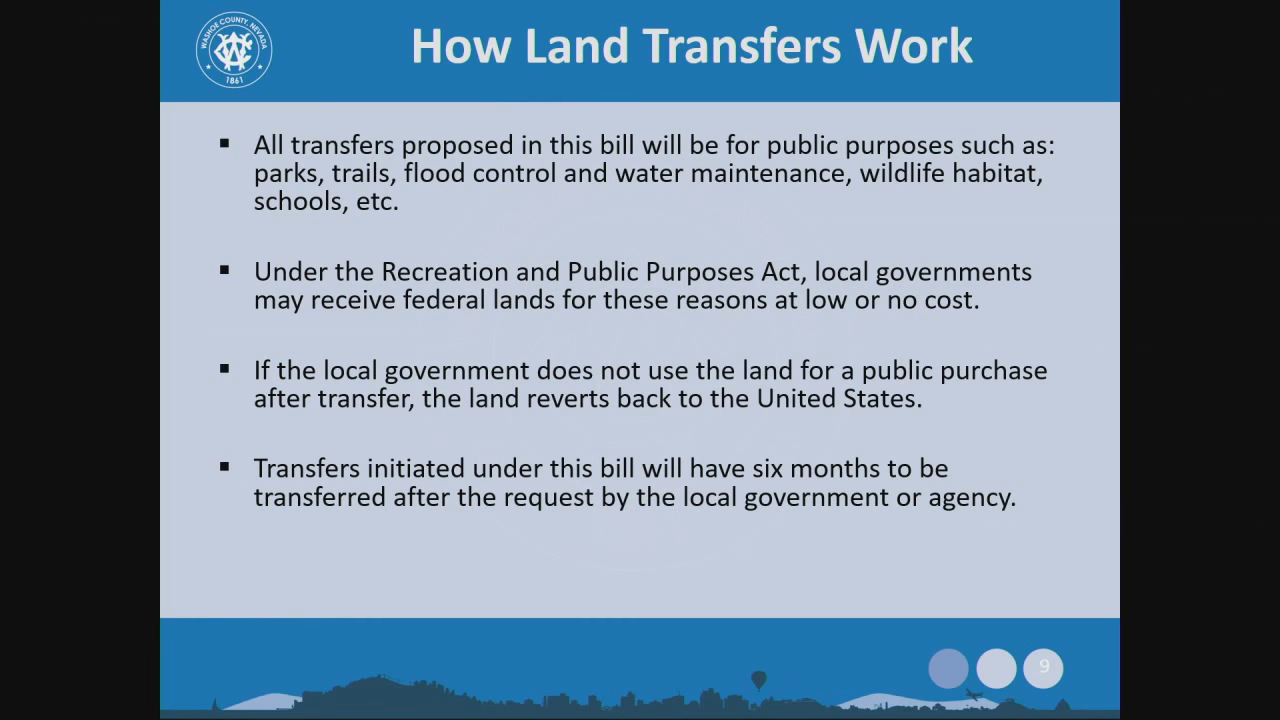 WASHOE COUNTY, NEVADA
1861
How Land Transfers Work
▪ All transfers proposed in this bill will be for public purposes such as:
parks, trails, flood control and water maintenance, wildlife habitat,
schools, etc.
▪ Under the Recreation and Public Purposes Act, local governments
may receive federal lands for these reasons at low or no cost.
▪ If the local government does not use the land for a public purchase
after transfer, the land reverts back to the United States.
▪ Transfers initiated under this bill will have six months to be
transferred after the request by the local government or agency.
9